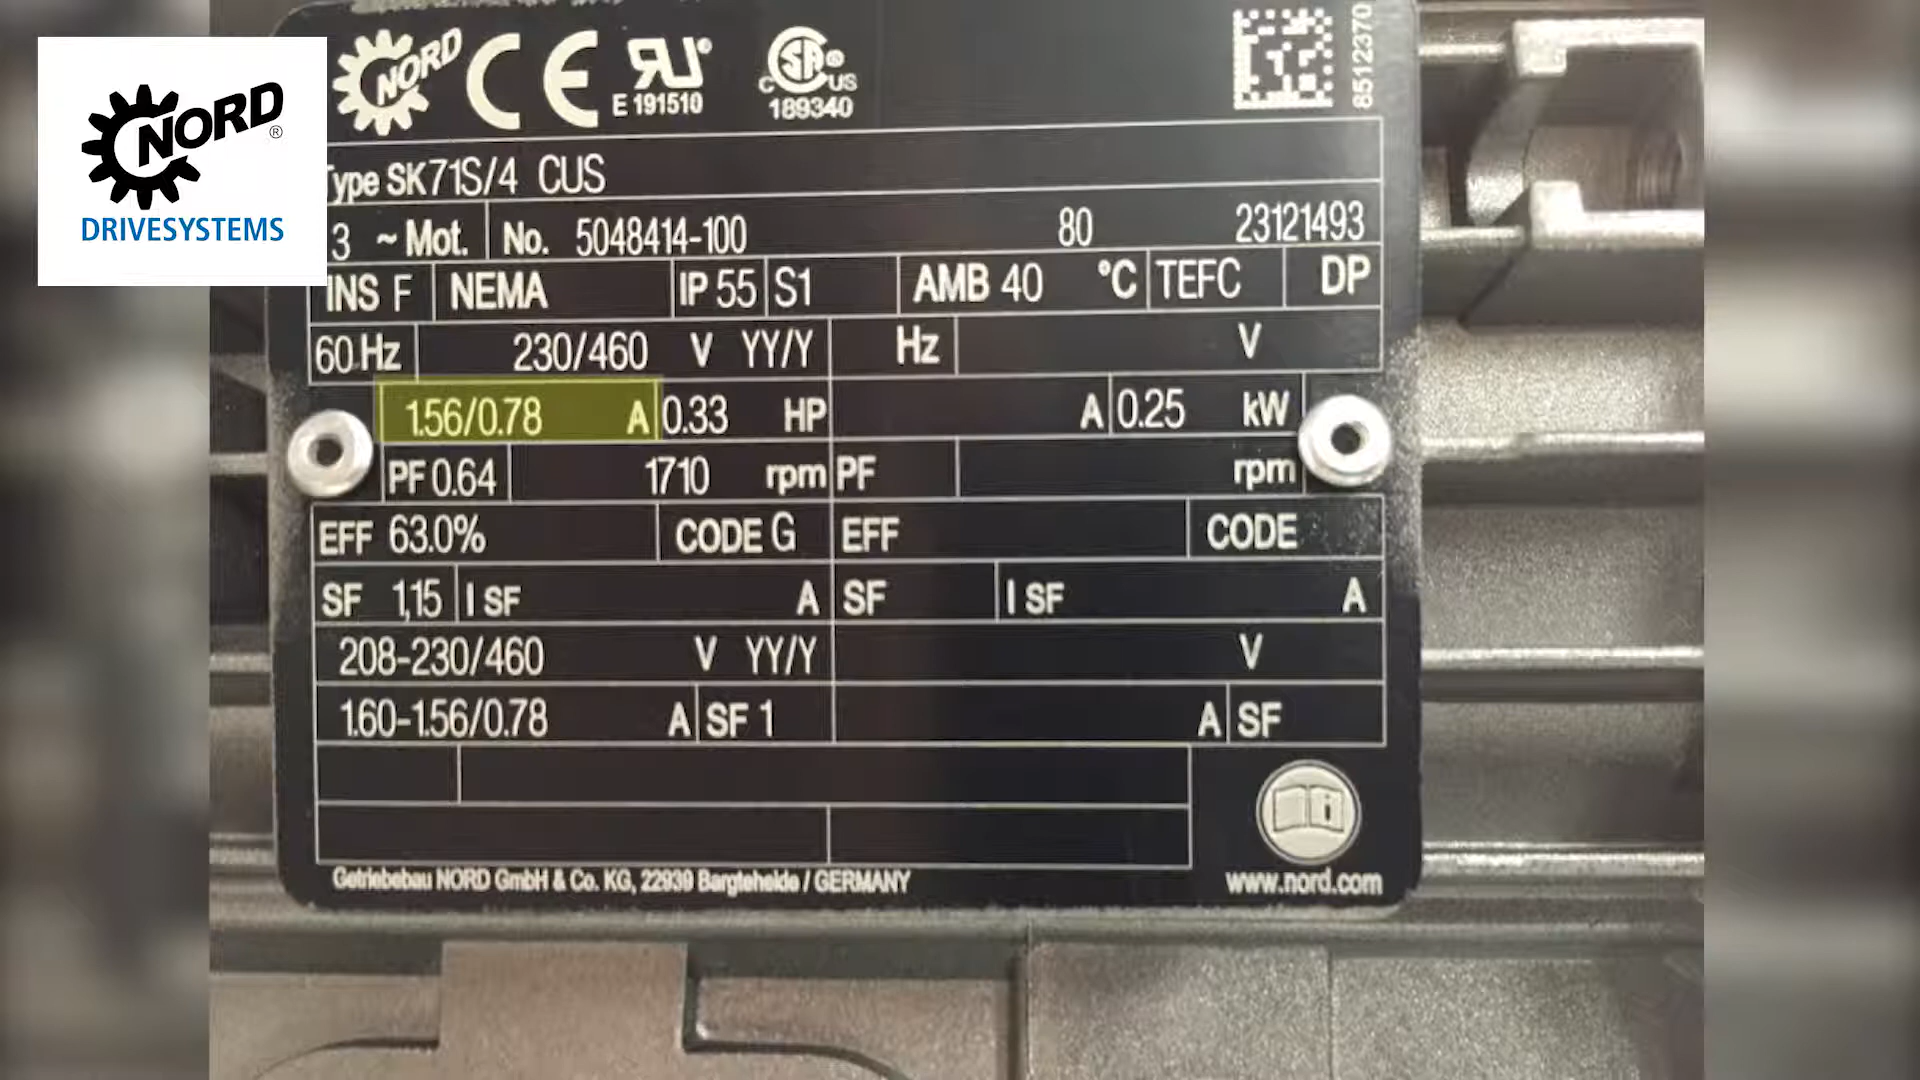 NORD®
DRIVESYSTEMS
NORD CE RU® CSA® C US
E 191510
189340
8512370
Type SK71S/4 CUS
3 ~ Mot. No. 5048414-100 80 23121493
INS F NEMA IP 55 S1 AMB 40 °C TEFC DP
60 Hz 230/460 V YY/Y Hz V
1.56/0.78 A 0.33 HP A 0.25 kW
PF 0.64 1710 rpm PF rpm
EFF 63.0% CODE G EFF CODE
SF 1,15 I SF A SF I SF A
208-230/460 V YY/Y V
1.60-1.56/0.78 A SF 1 A SF
Getriebebau NORD GmbH & Co. KG, 22939 Bargteheide / GERMANY
www.nord.com